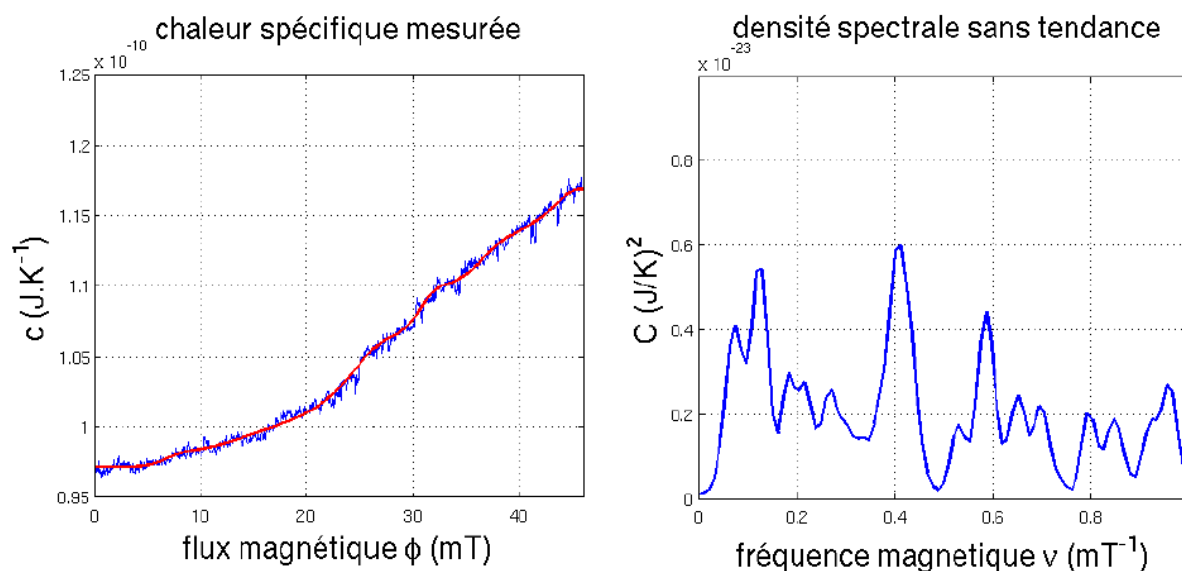 chaleur spécifique mesurée
x 10⁻¹⁰
1.25
1.2
1.15
1.1
1.05
1
0.95
c (J.K⁻¹)
0
10
20
30
40
flux magnétique ϕ (mT)
densité spectrale sans tendance
x 10⁻²³
0.8
0.6
0.4
0.2
0
C (J/K)²
0
0.2
0.4
0.6
0.8
fréquence magnetique ν (mT⁻¹)